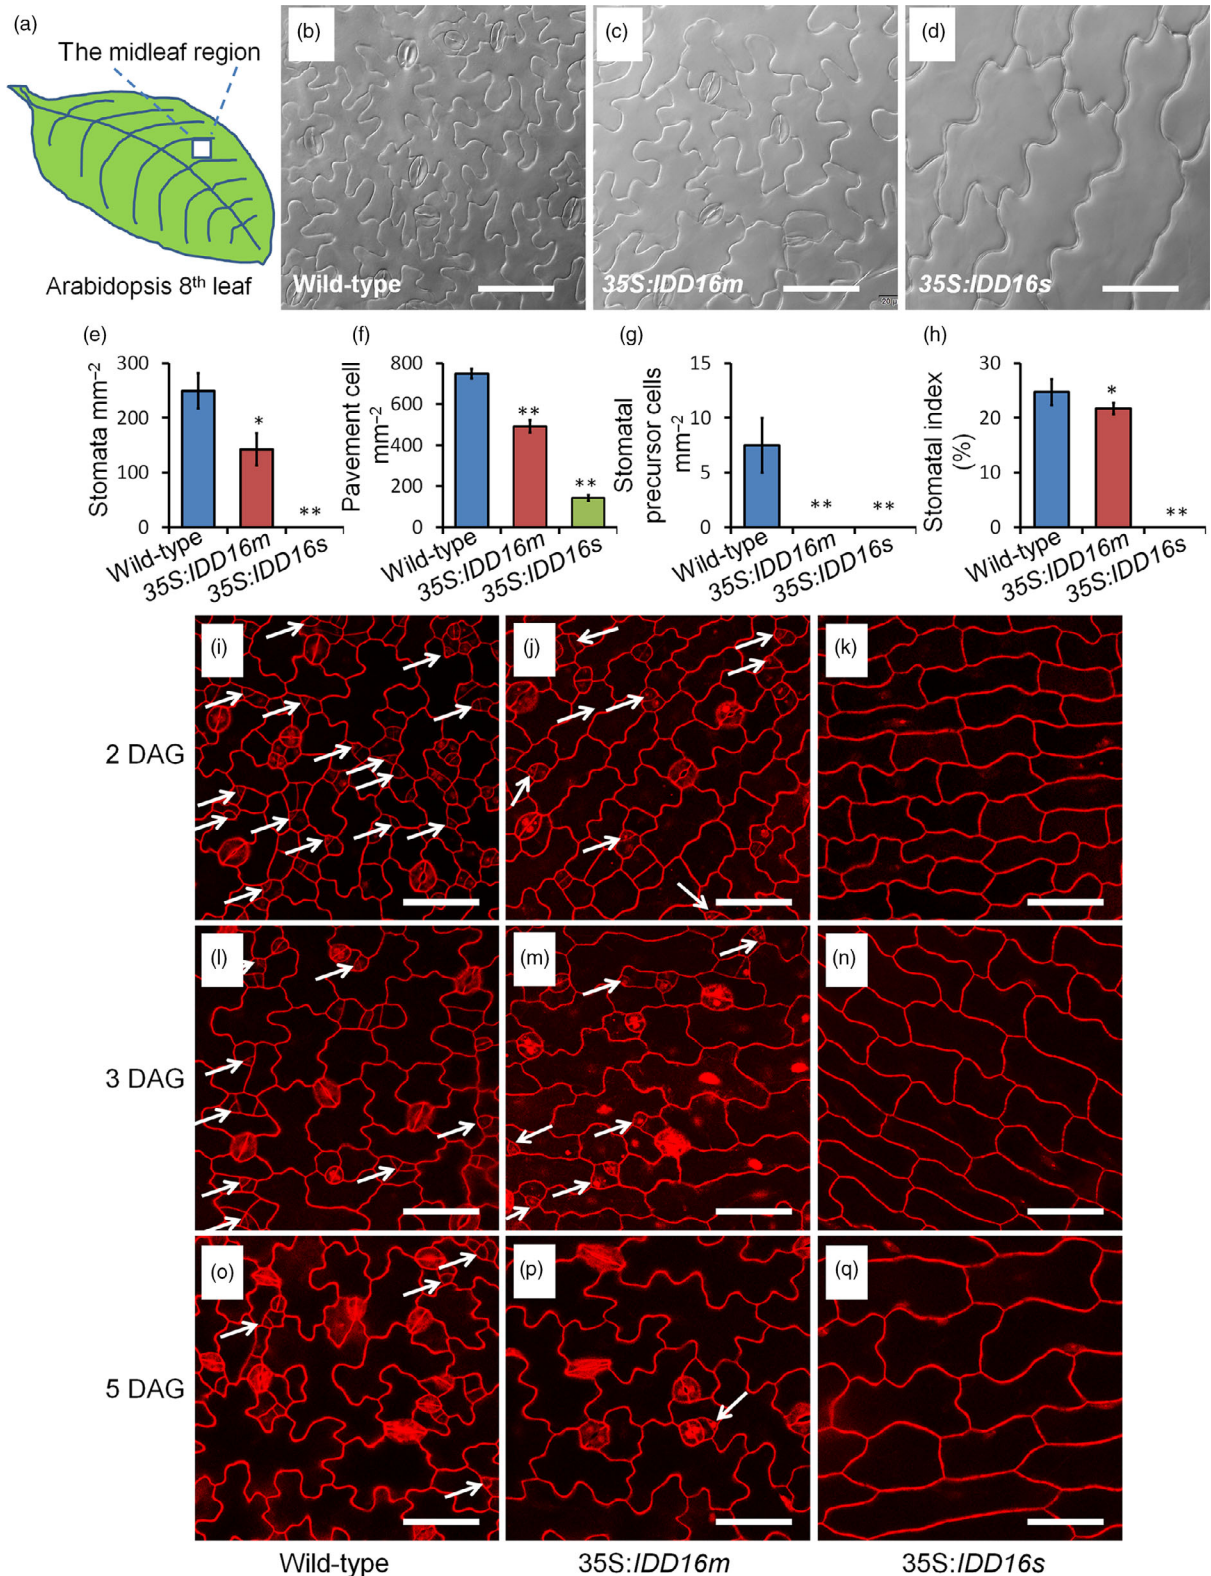 (a)
The midleaf region
Arabidopsis 8th leaf
(b)
Wild-type
(c)
35S:IDD16m
20 µ
(d)
35S:IDD16s
(e)
Stomata mm−2
300
200
100
0
Wild-type
35S:IDD16m
35S:IDD16s
*
**
(f)
Pavement cell
mm−2
800
600
400
200
0
Wild-type
35S:IDD16m
35S:IDD16s
**
**
(g)
Stomatal
precursor cells
mm−2
15
10
5
0
Wild-type
35S:IDD16m
35S:IDD16s
**
**
(h)
Stomatal index
(%)
30
20
10
0
Wild-type
35S:IDD16m
35S:IDD16s
*
**
2 DAG
(i)
(j)
(k)
3 DAG
(l)
(m)
(n)
5 DAG
(o)
(p)
(q)
Wild-type
35S:IDD16m
35S:IDD16s